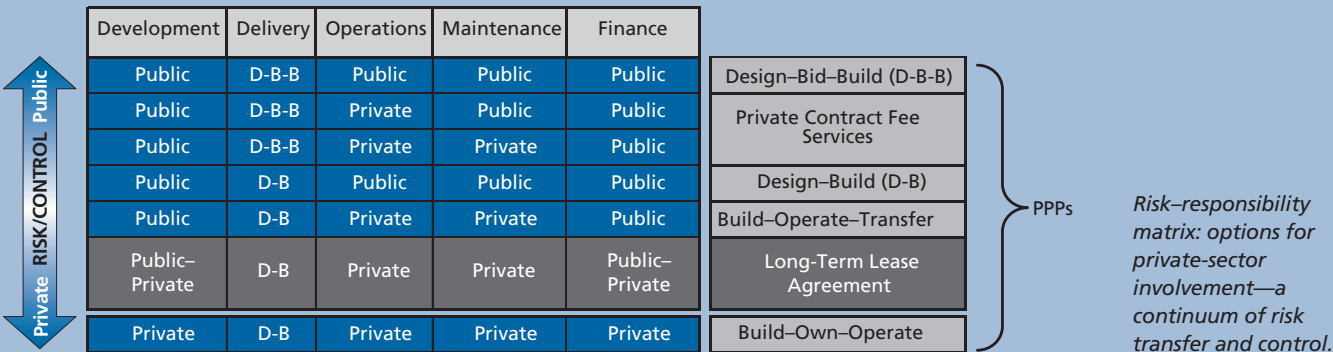 Development Delivery Operations Maintenance Finance
Public D-B-B Public Public Public Design–Bid–Build (D-B-B)
Public D-B-B Private Public Public Private Contract Fee
Services
Public D-B-B Private Private Public
Public D-B Public Public Public Design–Build (D-B)
Public D-B Private Private Public Build–Operate–Transfer
Public–
Private D-B Private Private Public–
Private Long-Term Lease
Agreement
Private D-B Private Private Private Build–Own–Operate
Private RISK/CONTROL Public
PPPs
Risk–responsibility
matrix: options for
private-sector
involvement—a
continuum of risk
transfer and control.